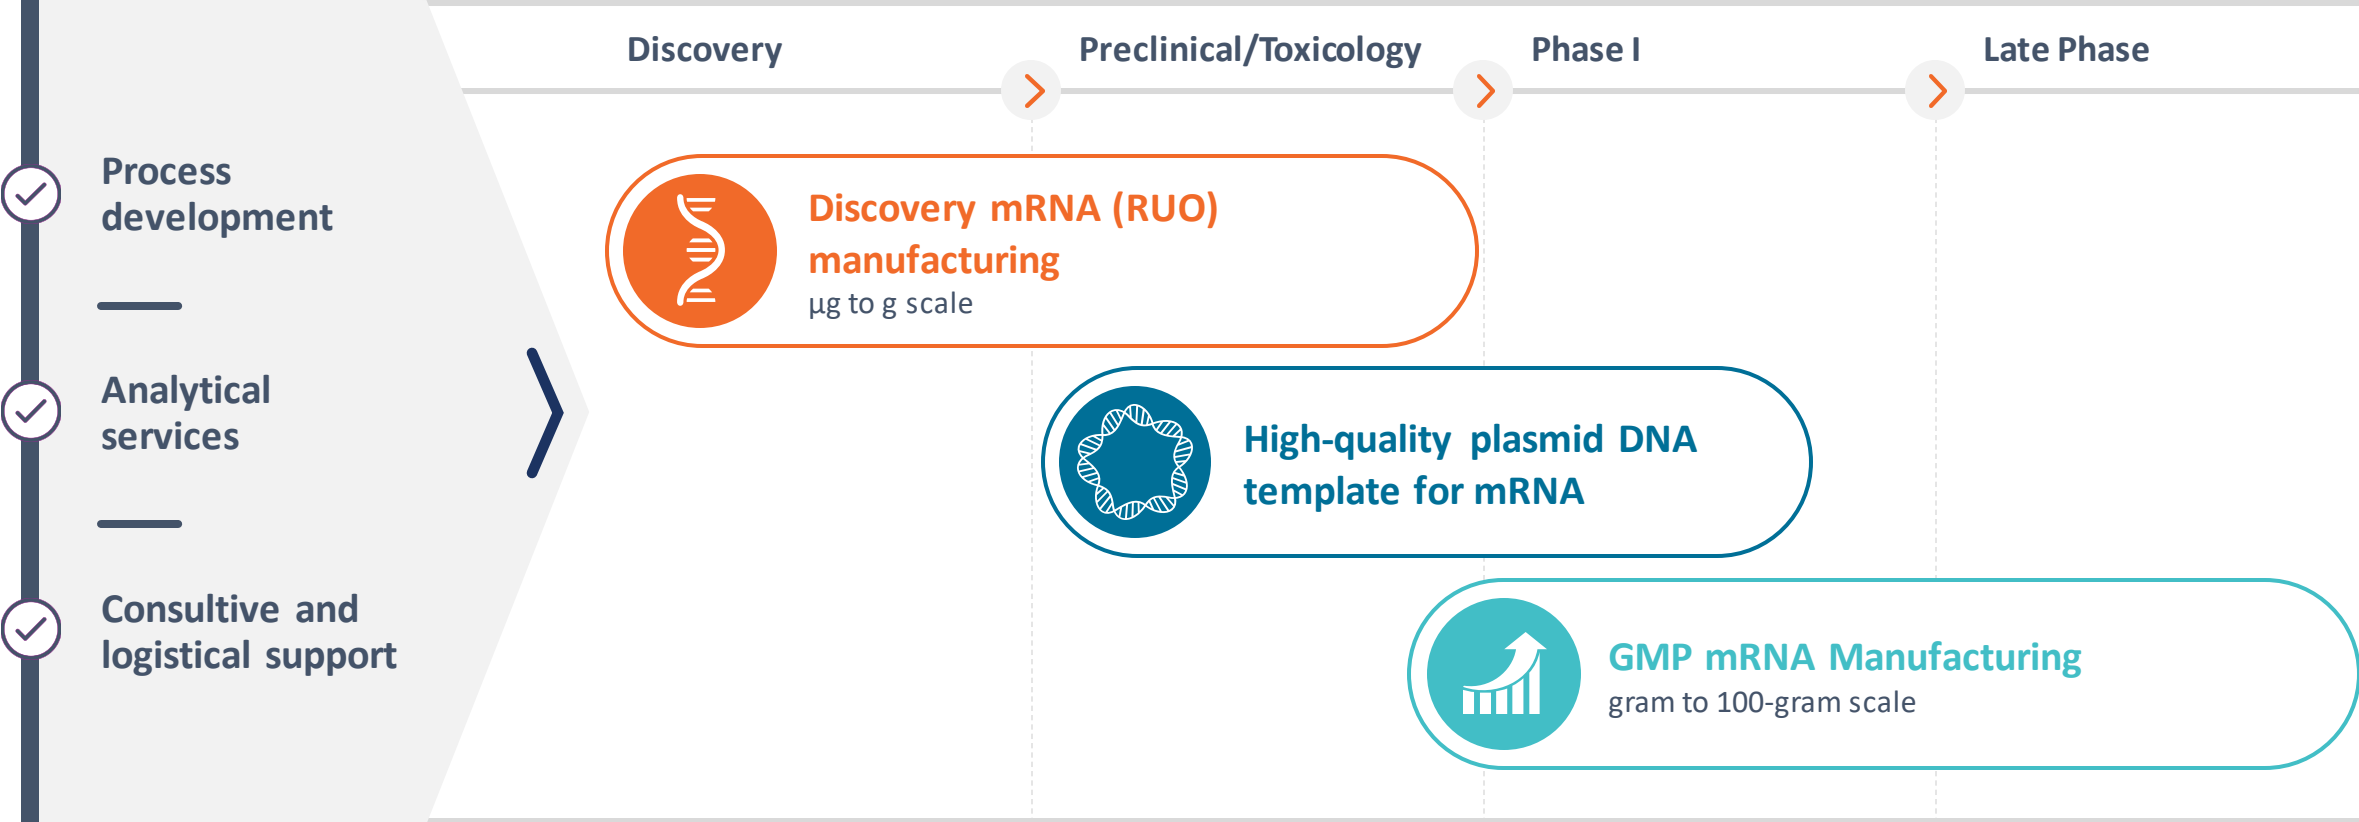 Discovery
Preclinical/Toxicology
Phase I
Late Phase
Process
development
Analytical
services
Consultive and
logistical support
Discovery mRNA (RUO)
manufacturing
µg to g scale
High-quality plasmid DNA
template for mRNA
GMP mRNA Manufacturing
gram to 100-gram scale